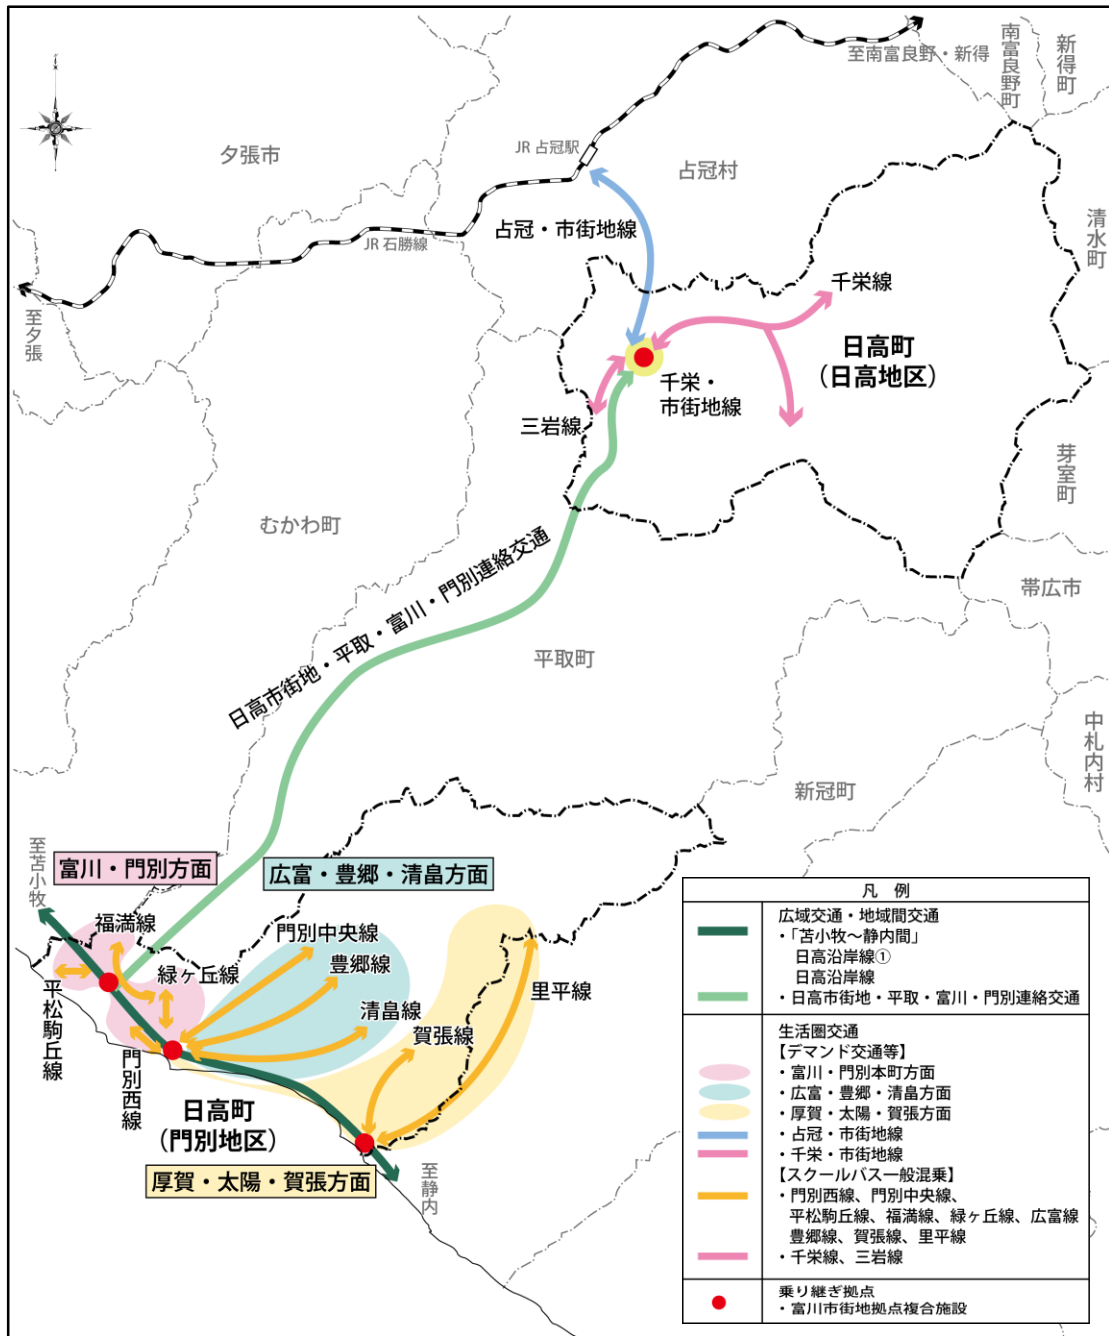 至南富良野・新得
南富良野町
新得町
夕張市
JR 占冠駅
占冠村
清水町
占冠・市街地線
JR 石勝線
千栄線
至夕張
日高町
(日高地区)
千栄・
市街地線
三岩線
芽室町
むかわ町
日高市街地・平取・富川・門別連絡交通
帯広市
平取町
中札内村
新冠町
至苫小牧
富川・門別方面
広富・豊郷・清畠方面
福満線
門別中央線
緑ヶ丘線
豊郷線
里平線
平松駒丘線
清畠線
賀張線
門別西線
日高町
(門別地区)
厚賀・太陽・賀張方面
至静内
凡 例
広域交通・地域間交通
・「苫小牧～静内間」
日高沿岸線①
日高沿岸線
・日高市街地・平取・富川・門別連絡交通
生活圏交通
【デマンド交通等】
・富川・門別本町方面
・広富・豊郷・清畠方面
・厚賀・太陽・賀張方面
・占冠・市街地線
・千栄・市街地線
【スクールバス一般混乗】
・門別西線、門別中央線、
平松駒丘線、福満線、緑ヶ丘線、広富線
豊郷線、賀張線、里平線
・千栄線、三岩線
乗り継ぎ拠点
・富川市街地拠点複合施設